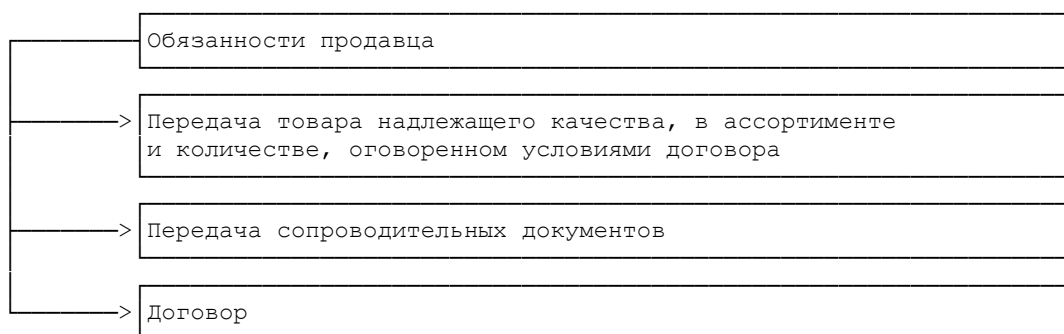 Обязанности продавца
Передача товара надлежащего качества, в ассортименте
и количестве, оговоренном условиями договора
Передача сопроводительных документов
Договор